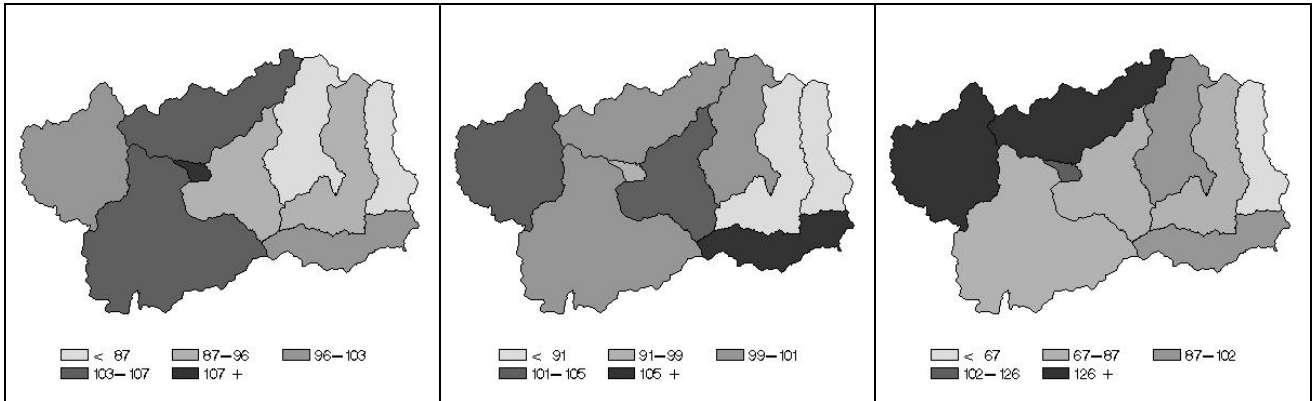 < 87 87–96 96–103
103–107 107 +
< 91 91–99 99–101
101–105 105 +
< 67 67–87 87–102
102–126 126 +